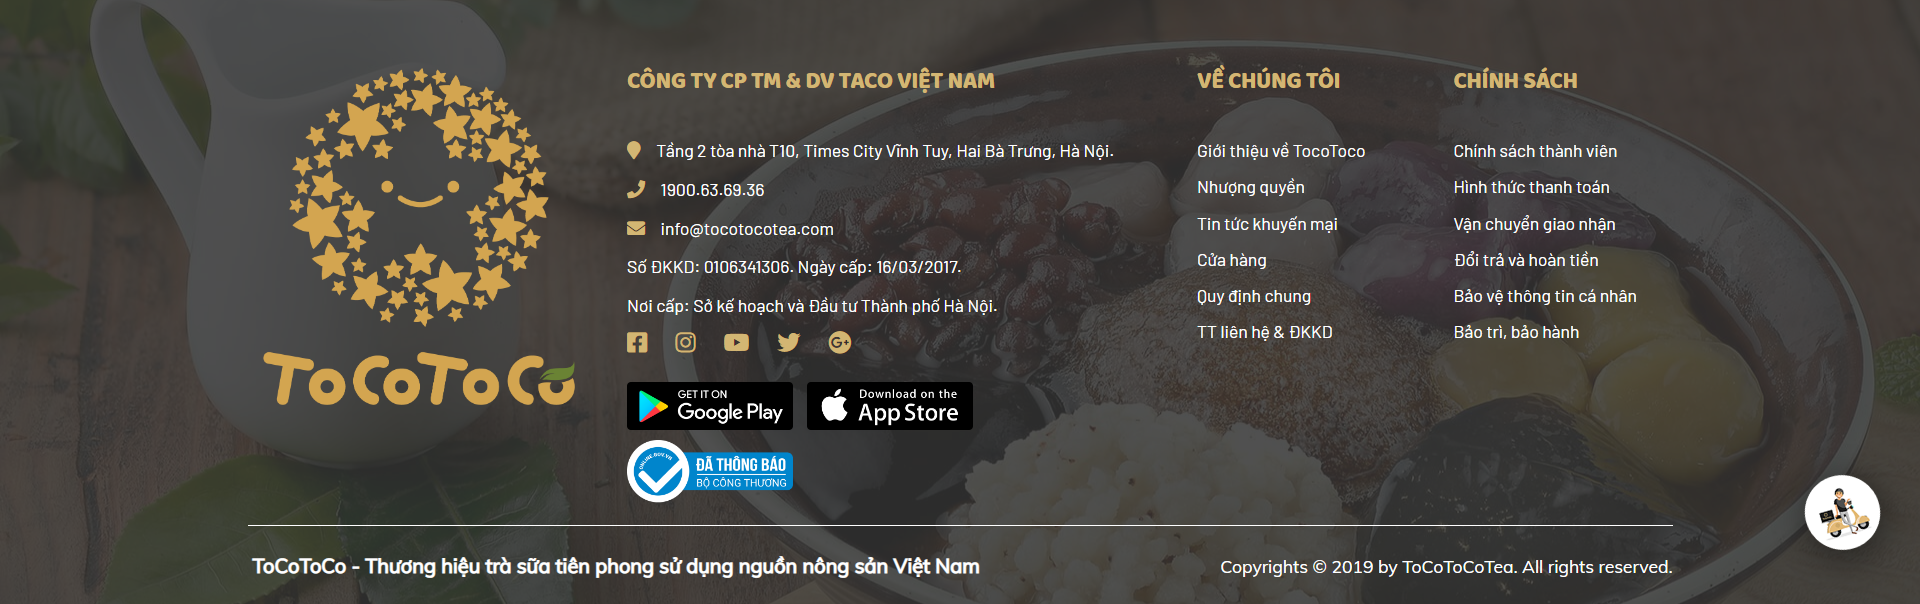 ToCoToCo
CÔNG TY CP TM & DV TACO VIỆT NAM
Tầng 2 tòa nhà T10, Times City Vĩnh Tuy, Hai Bà Trưng, Hà Nội.
1900.63.69.36
info@tocotocotea.com
Số ĐKKD: 0106341306. Ngày cấp: 16/03/2017.
Nơi cấp: Sở kế hoạch và Đầu tư Thành phố Hà Nội.
GET IT ON
Google Play
Download on the
App Store
ONLINE.GOV.VN
ĐÃ THÔNG BÁO
BỘ CÔNG THƯƠNG
VỀ CHÚNG TÔI
Giới thiệu về TocoToco
Nhượng quyền
Tin tức khuyến mại
Cửa hàng
Quy định chung
TT liên hệ & ĐKKD
CHÍNH SÁCH
Chính sách thành viên
Hình thức thanh toán
Vận chuyển giao nhận
Đổi trả và hoàn tiền
Bảo vệ thông tin cá nhân
Bảo trì, bảo hành
ToCoToCo - Thương hiệu trà sữa tiên phong sử dụng nguồn nông sản Việt Nam
Copyrights © 2019 by ToCoToCoTea. All rights reserved.